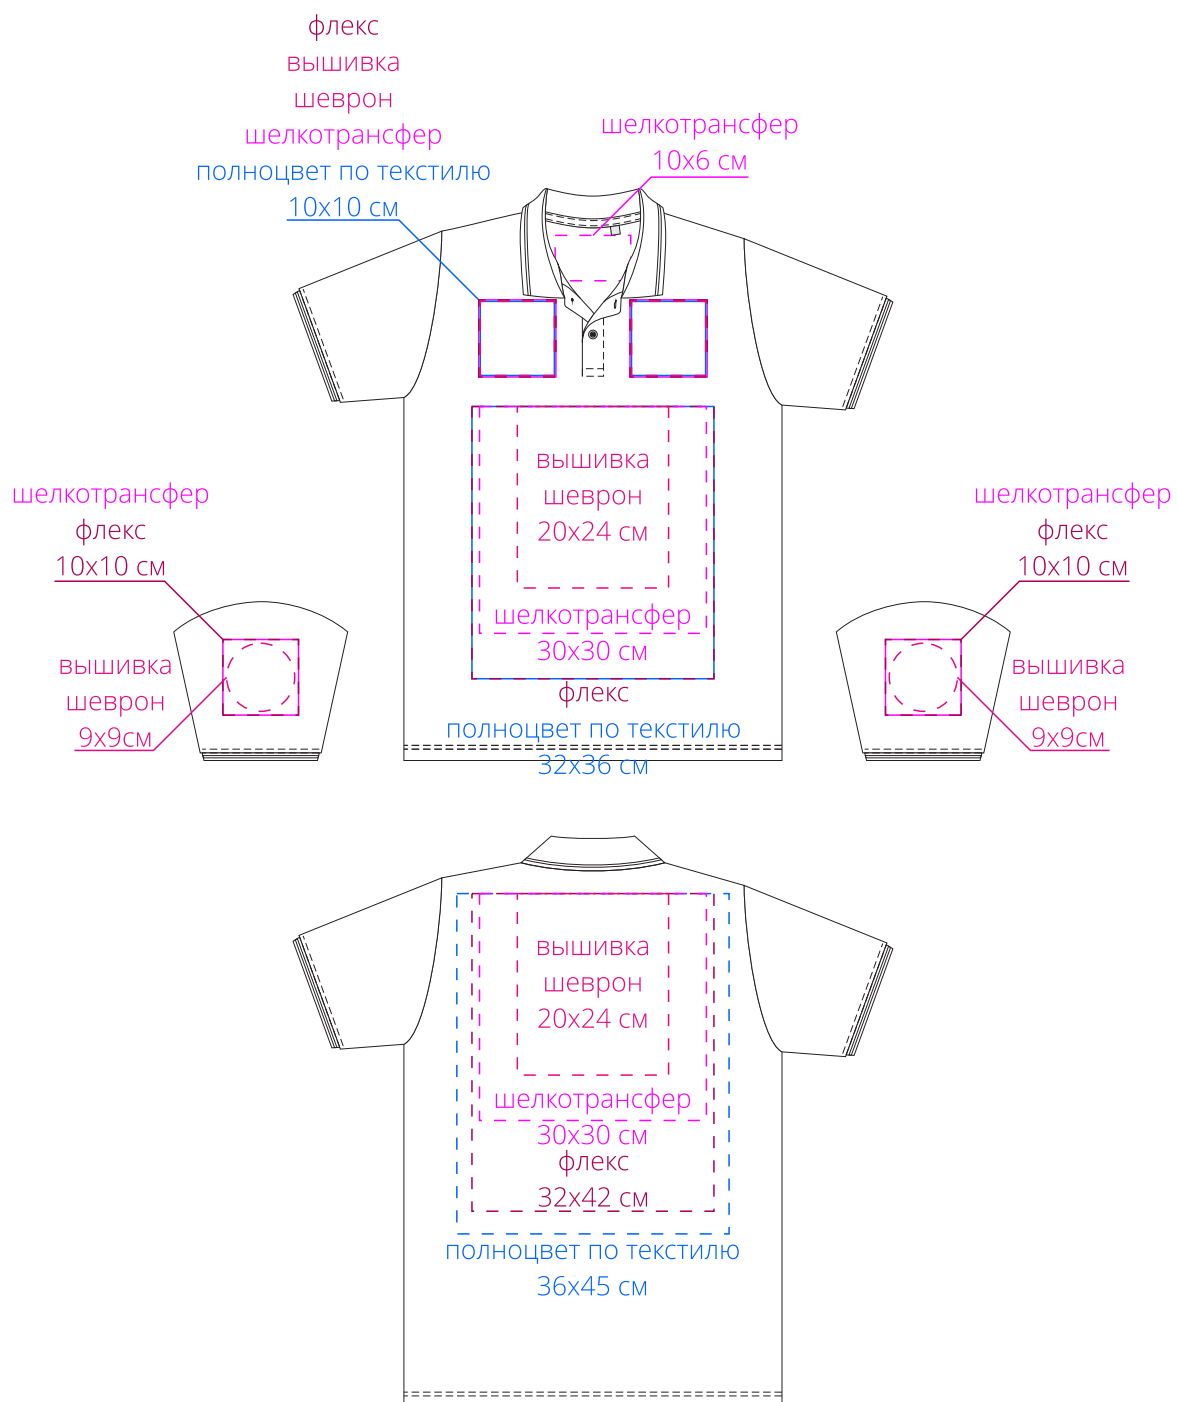 флекс
вышивка
шеврон
шелкотрансфер
полноцвет по текстилю
10х10 см
шелкотрансфер
10х6 см
вышивка
шеврон
20х24 см
шелкотрансфер
30х30 см
флекс
полноцвет по текстилю
32х36 см
шелкотрансфер
флекс
10х10 см
вышивка
шеврон
9х9см
шелкотрансфер
флекс
10х10 см
вышивка
шеврон
9х9см
вышивка
шеврон
20х24 см
шелкотрансфер
30х30 см
флекс
32х42 см
полноцвет по текстилю
36х45 см